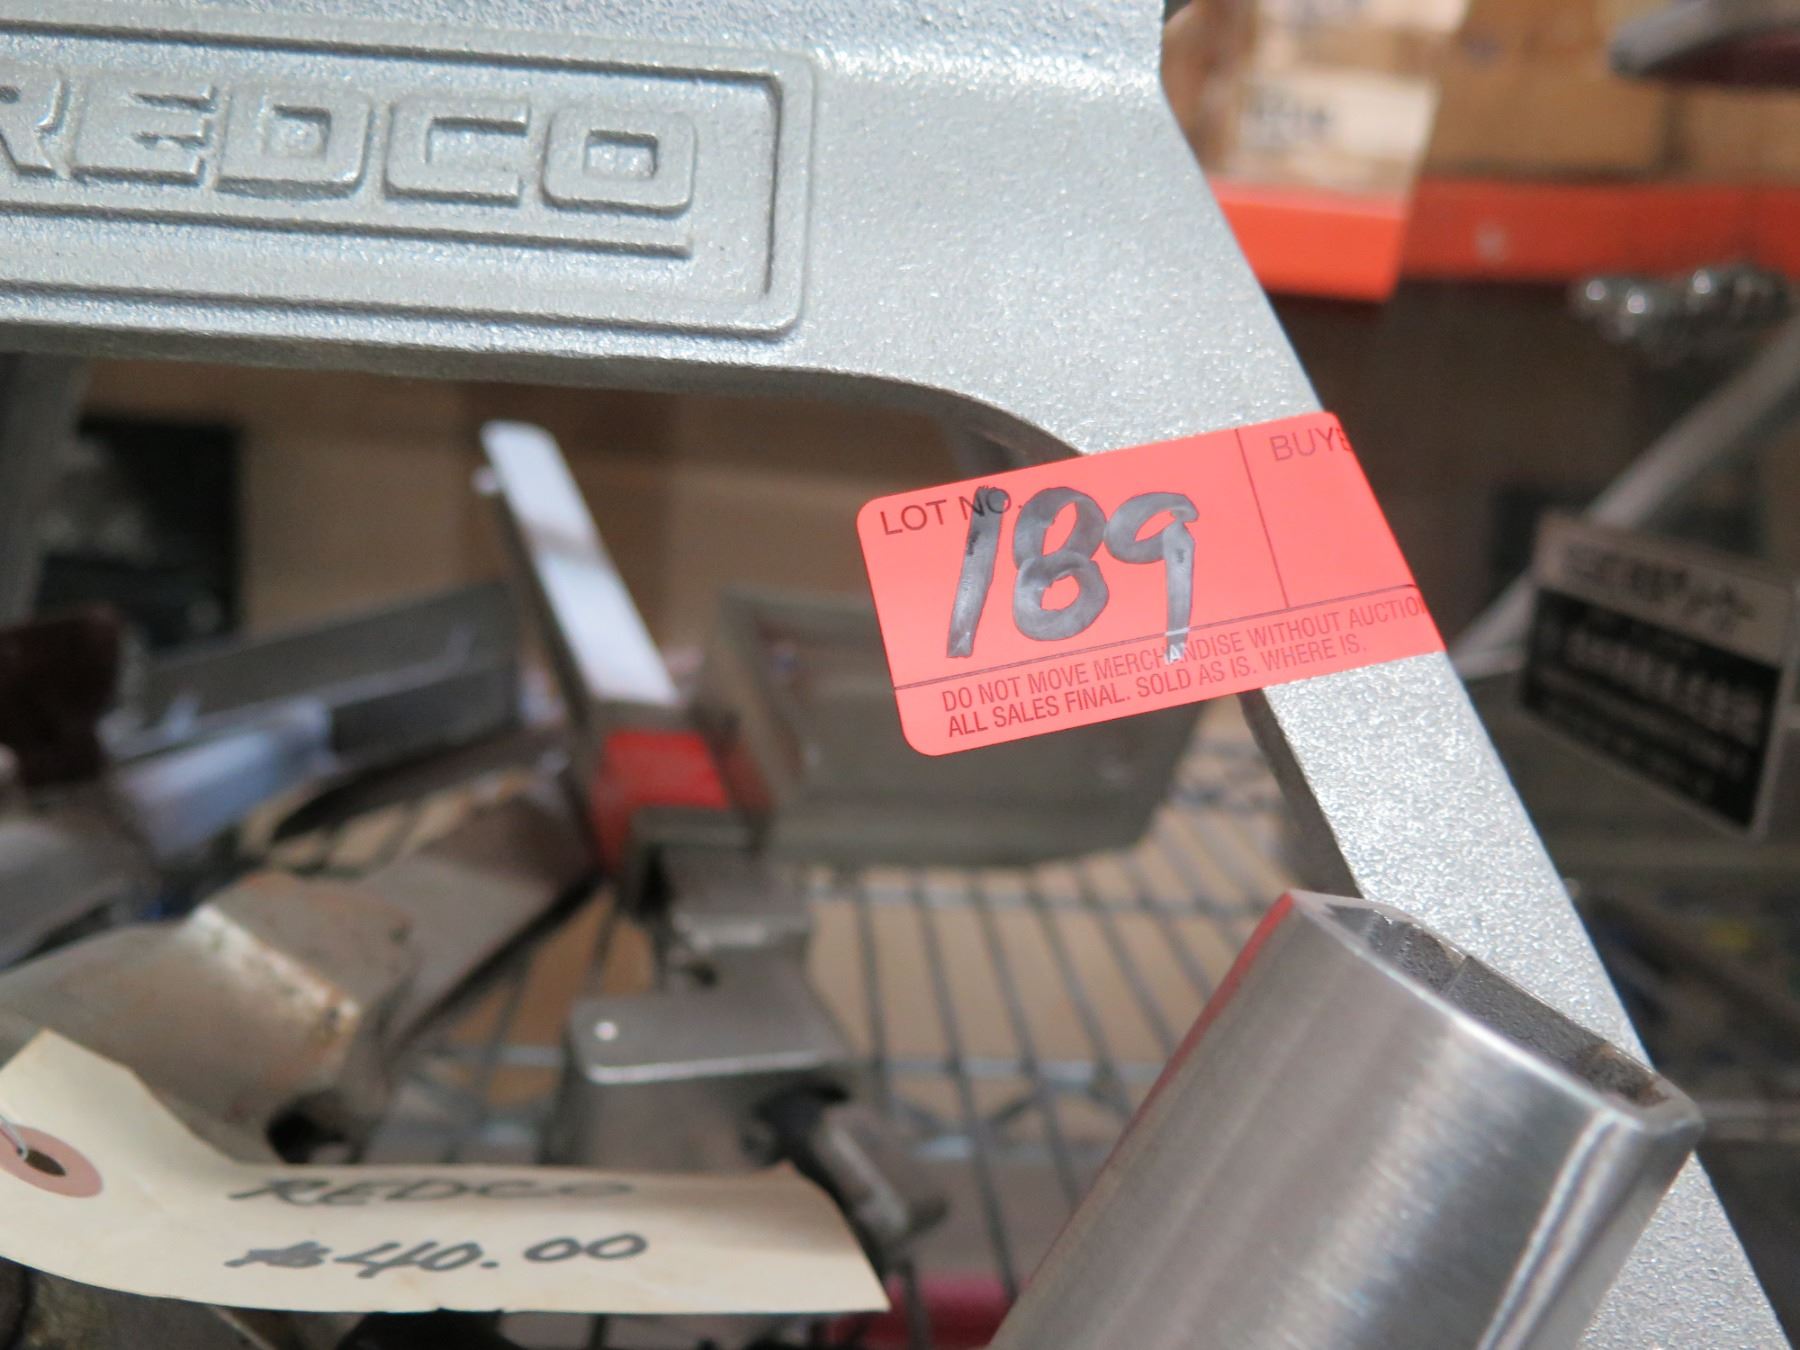 REDCO
LOT NO. 189
BUYE
DO NOT MOVE MERCHANDISE WITHOUT AUCTIO
ALL SALES FINAL. SOLD AS IS. WHERE IS.
REDCO
40.00